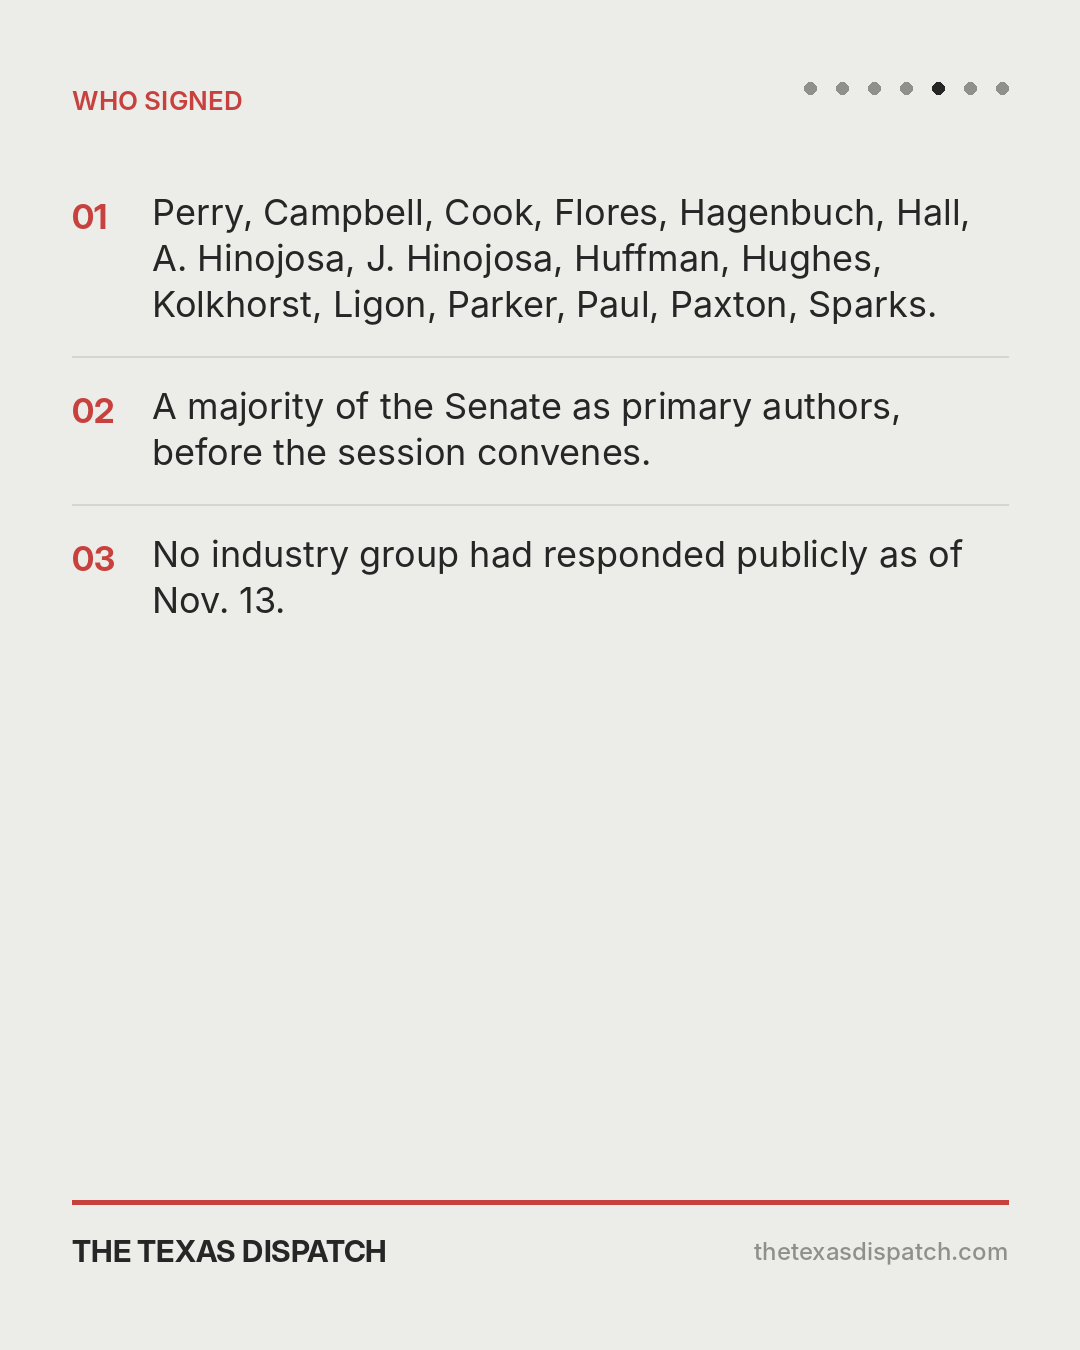 WHO SIGNED
01 Perry, Campbell, Cook, Flores, Hagenbuch, Hall,
A. Hinojosa, J. Hinojosa, Huffman, Hughes,
Kolkhorst, Ligon, Parker, Paul, Paxton, Sparks.
02 A majority of the Senate as primary authors,
before the session convenes.
03 No industry group had responded publicly as of
Nov. 13.
THE TEXAS DISPATCH
thetexasdispatch.com